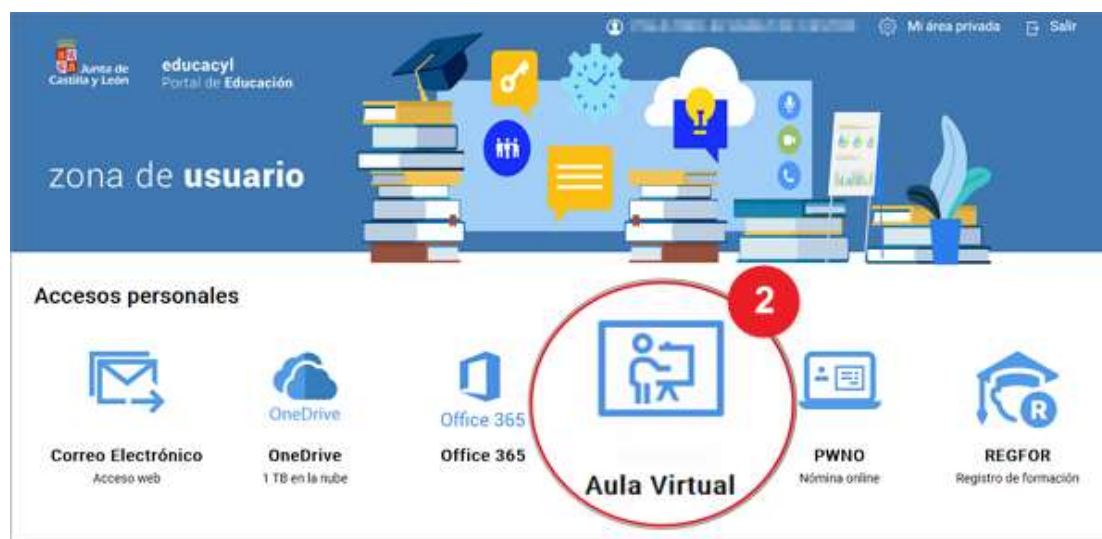 Mi área privada
Salir
Junta de
Castilla y León
educacyl
Portal de Educación
zona de usuario
Accesos personales
2
OneDrive
Office 365
R
Correo Electrónico
Acceso web
OneDrive
1 TB en la nube
Office 365
Aula Virtual
PWNO
Nómina online
REGFOR
Registro de formación